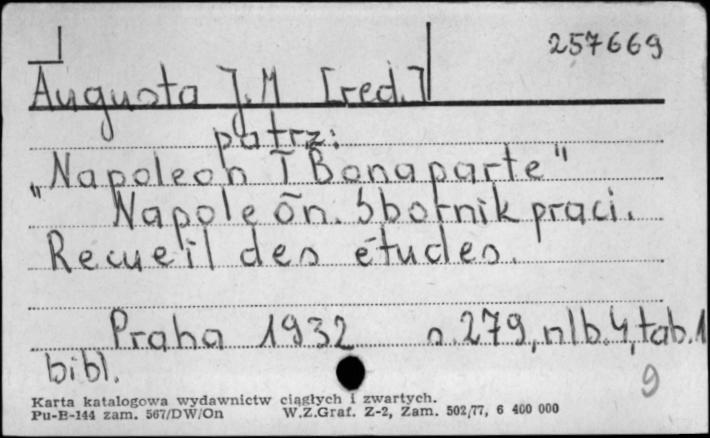 257669
Augusta J.M [red.]
patrz:
„Napoleon I Bonaparte"
Napoleōn. Sbornik praci.
Recueil des études.
Praha 1932 s.279, nlb.4, tab.1
bibl.
9
Karta katalogowa wydawnictw ciągłych i zwartych.
Pu-B-144 zam. 567/DW/On W.Z.Graf. Z-2, Zam. 502/77, 6 400 000